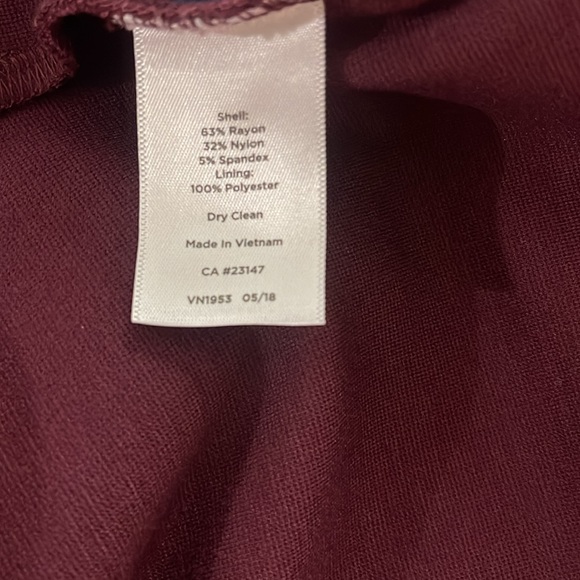 Shell:
63% Rayon
32% Nylon
5% Spandex
Lining:
100% Polyester
Dry Clean
Made In Vietnam
CA #23147
VN1953 05/18